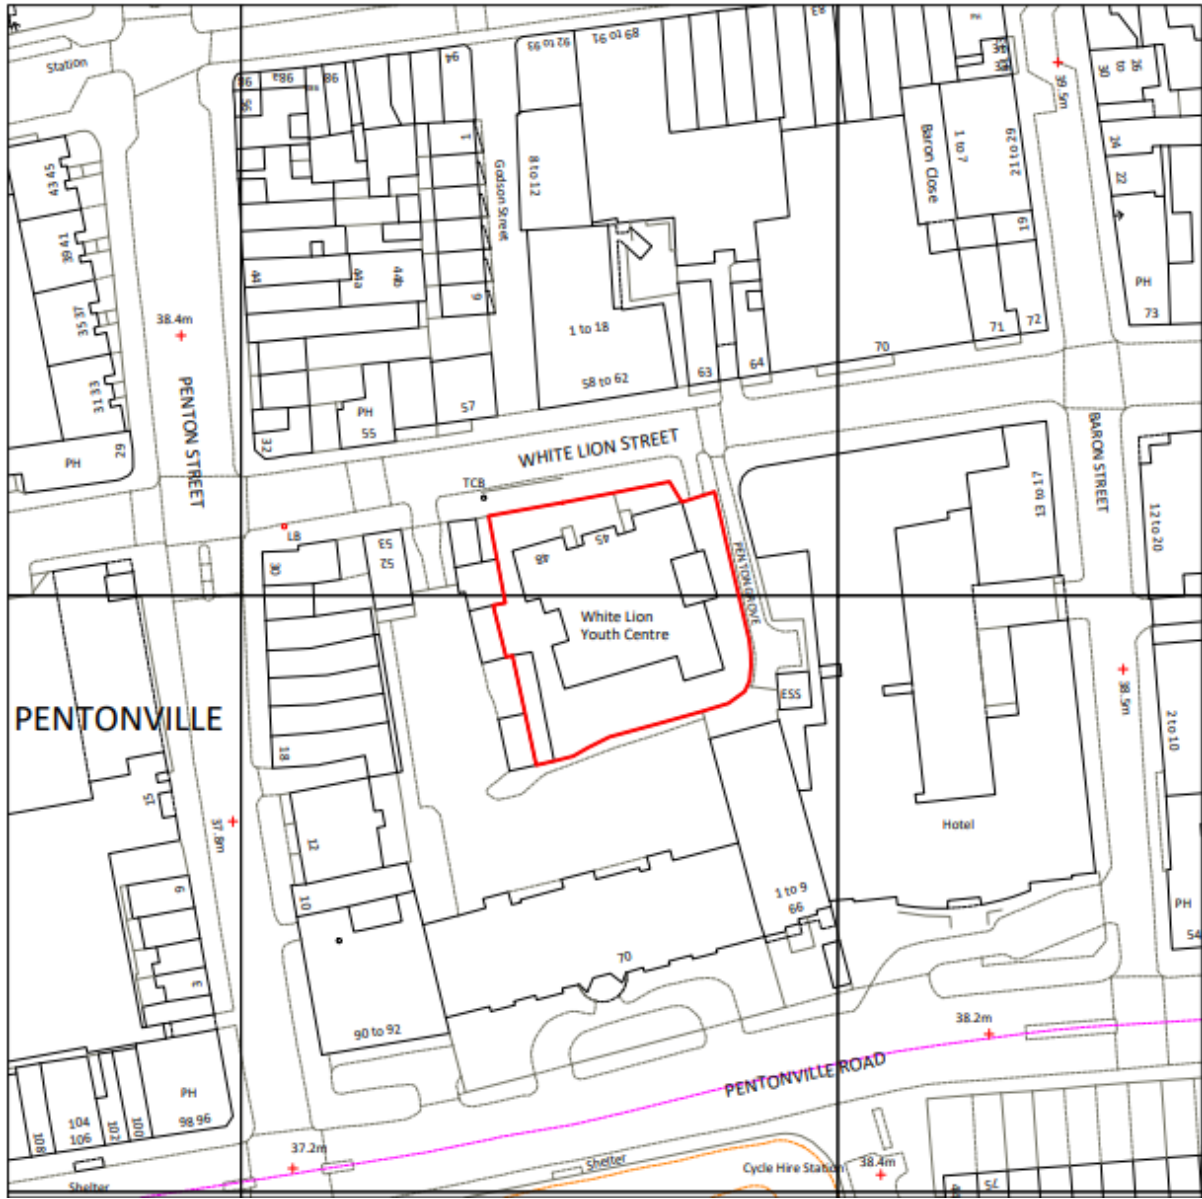 PH
89 to 91
92 to 93
94
98
98a
96
Station
26
to
30
39.5m
1
Godson Street
8 to 12
Baron Close
1 to 7
21 to 29
24
22
43 45
39 41
19
44
44a
44b
9
PH
73
35 37
38.4m
1 to 18
70
71
72
63
64
58 to 62
31 33
PENTON STREET
PH
55
57
32
29
PH
WHITE LION STREET
BARON STREET
TCB
13 to 17
12 to 20
LB
53
52
30
48
45
PENTON GROVE
White Lion
Youth Centre
38.5m
ESS
PENTONVILLE
2 to 10
18
15
37.8m
12
Hotel
6
10
1 to 9
66
PH
54
70
3
38.2m
90 to 92
PENTONVILLE ROAD
PH
98 96
100
102
104
106
108
37.2m
Shelter
Shelter
Cycle Hire Station
38.4m
75